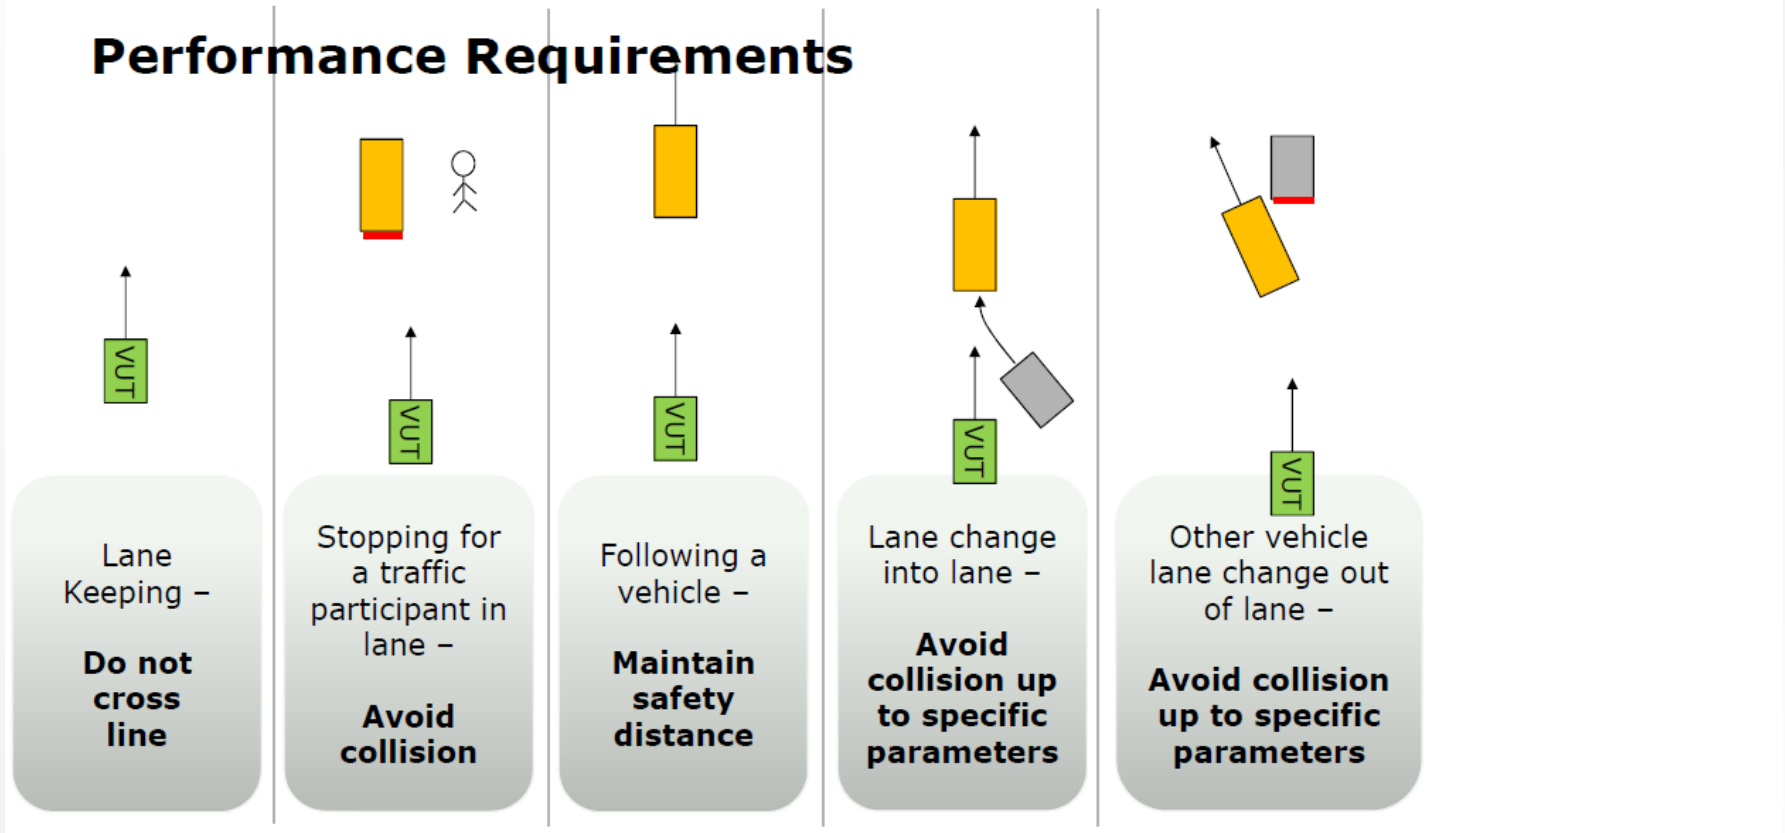 Performance Requirements
VUT
VUT
VUT
VUT
VUT
Lane
Keeping –
Do not
cross
line
Stopping for
a traffic
participant in
lane –
Avoid
collision
Following a
vehicle –
Maintain
safety
distance
Lane change
into lane –
Avoid
collision up
to specific
parameters
Other vehicle
lane change out
of lane –
Avoid collision
up to specific
parameters